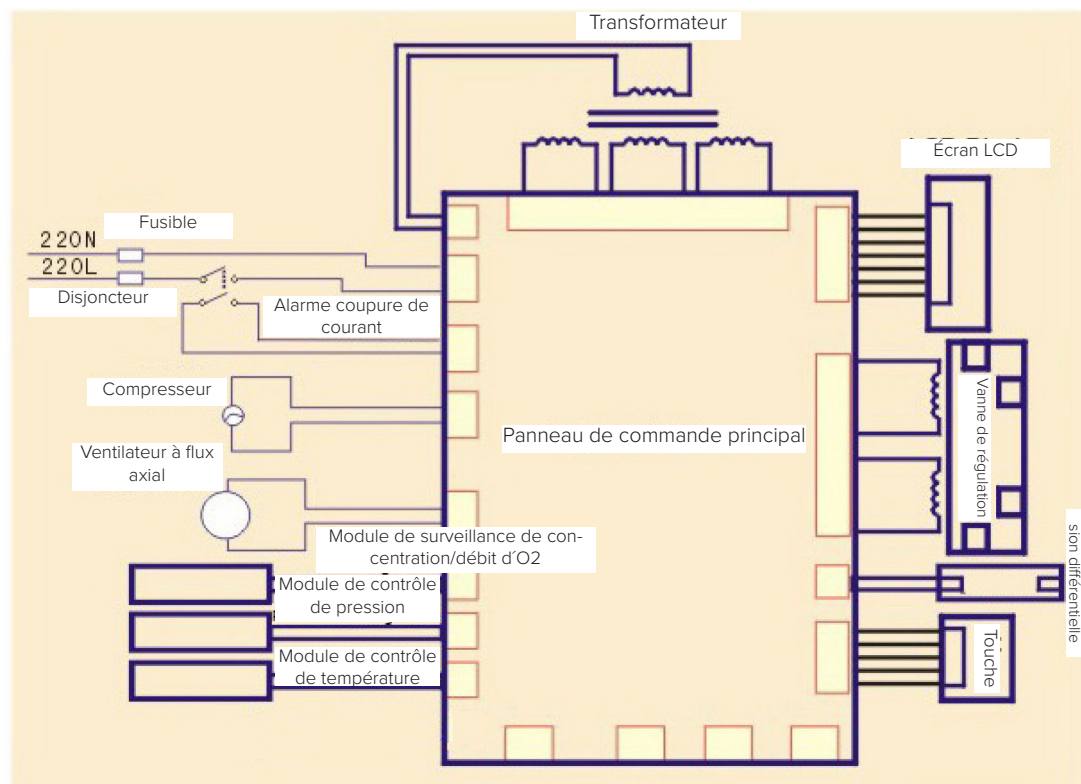 Transformateur
Écran LCD
Fusible
220N
220L
Disjoncteur
Alarme coupure de
courant
Compresseur
Panneau de commande principal
Vanne de régulation
Ventilateur à flux
axial
Module de surveillance de con-
centration/débit d´O2
sion différentielle
Module de contrôle
de pression
Touche
Module de contrôle
de température